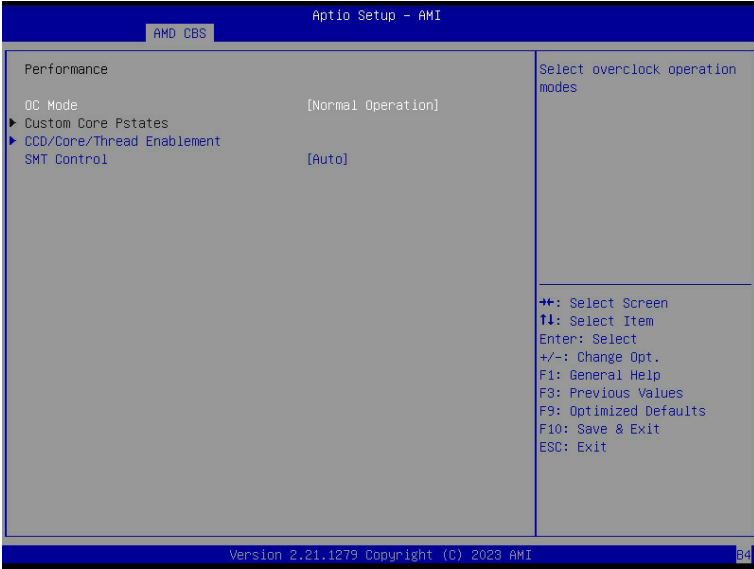 Aptio Setup – AMI
AMD CBS
Performance
OC Mode [Normal Operation]
Custom Core Pstates
CCD/Core/Thread Enablement
SMT Control [Auto]
Select overclock operation
modes
→←: Select Screen
↑↓: Select Item
Enter: Select
+/-: Change Opt.
F1: General Help
F3: Previous Values
F9: Optimized Defaults
F10: Save & Exit
ESC: Exit
Version 2.21.1279 Copyright (C) 2023 AMI
B4